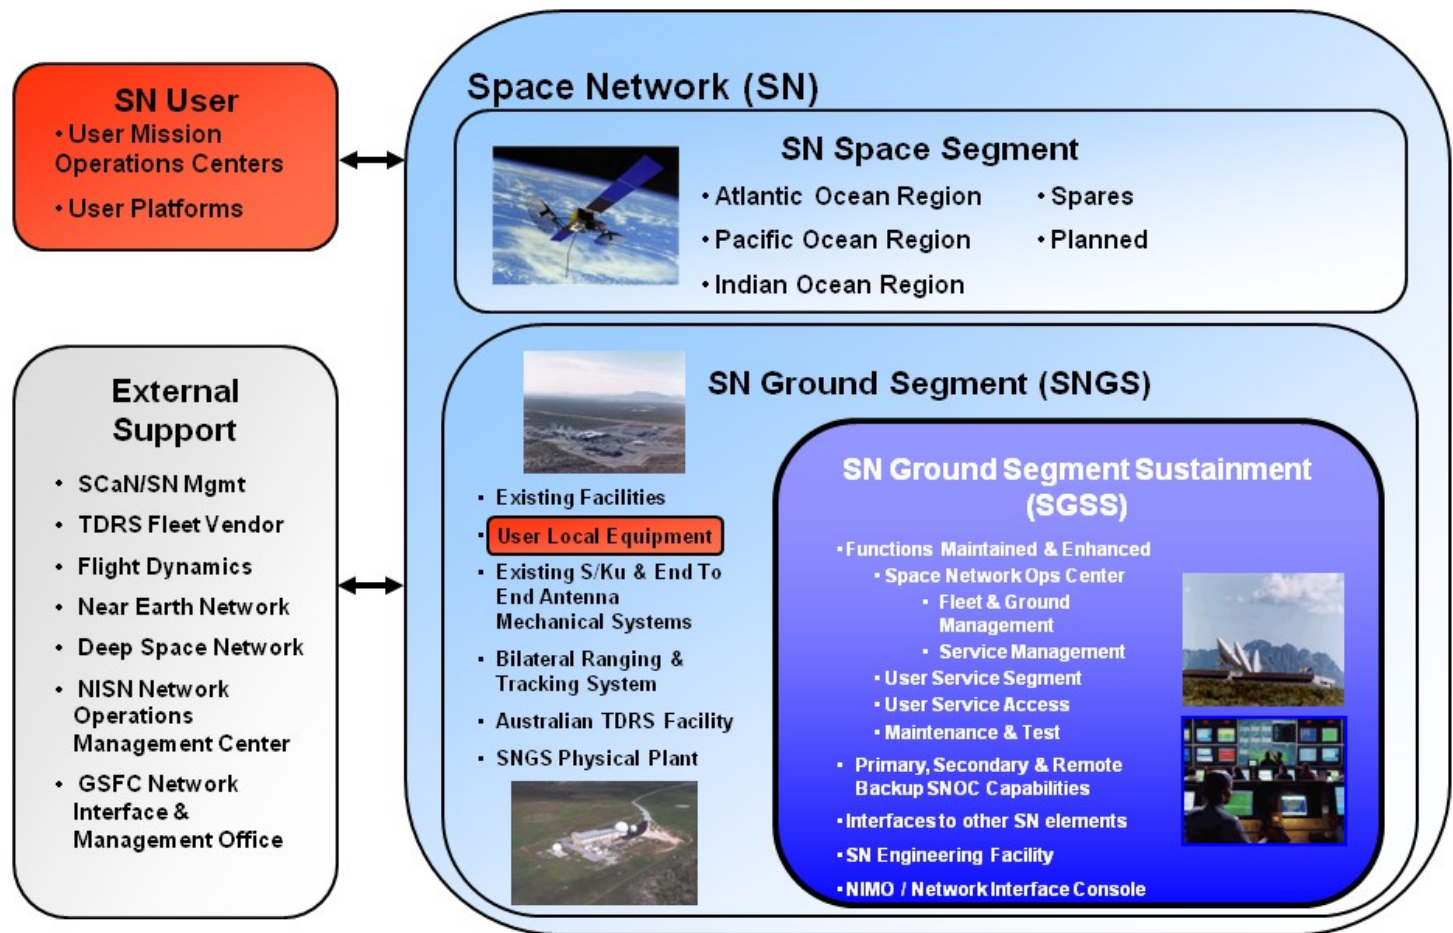 SN User
• User Mission
Operations Centers
• User Platforms
External
Support
• SCaN/SN Mgmt
• TDRS Fleet Vendor
• Flight Dynamics
• Near Earth Network
• Deep Space Network
• NISN Network
Operations
Management Center
• GSFC Network
Interface &
Management Office
Space Network (SN)
SN Space Segment
• Atlantic Ocean Region
• Pacific Ocean Region
• Indian Ocean Region
• Spares
• Planned
SN Ground Segment (SNGS)
▪ Existing Facilities
▪ User Local Equipment
▪ Existing S/Ku & End To
End Antenna
Mechanical Systems
▪ Bilateral Ranging &
Tracking System
▪ Australian TDRS Facility
▪ SNGS Physical Plant
SN Ground Segment Sustainment
(SGSS)
▪ Functions Maintained & Enhanced
▪ Space Network Ops Center
▪ Fleet & Ground
Management
▪ Service Management
▪ User Service Segment
▪ User Service Access
▪ Maintenance & Test
▪ Primary, Secondary & Remote
Backup SNOC Capabilities
▪ Interfaces to other SN elements
▪ SN Engineering Facility
▪ NIMO / Network Interface Console